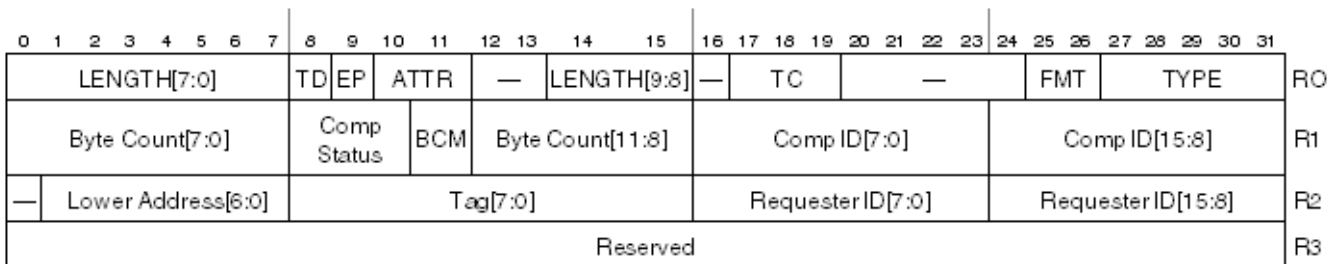 0 1 2 3 4 5 6 7 8 9 10 11 12 13 14 15 16 17 18 19 20 21 22 23 24 25 26 27 28 29 30 31
LENGTH[7:0] TD EP ATTR — LENGTH[9:8] — TC — FMT TYPE R0
Byte Count[7:0] Comp Status BCM Byte Count[11:8] Comp ID[7:0] Comp ID[15:8] R1
— Lower Address[6:0] Tag[7:0] Requester ID[7:0] Requester ID[15:8] R2
Reserved R3